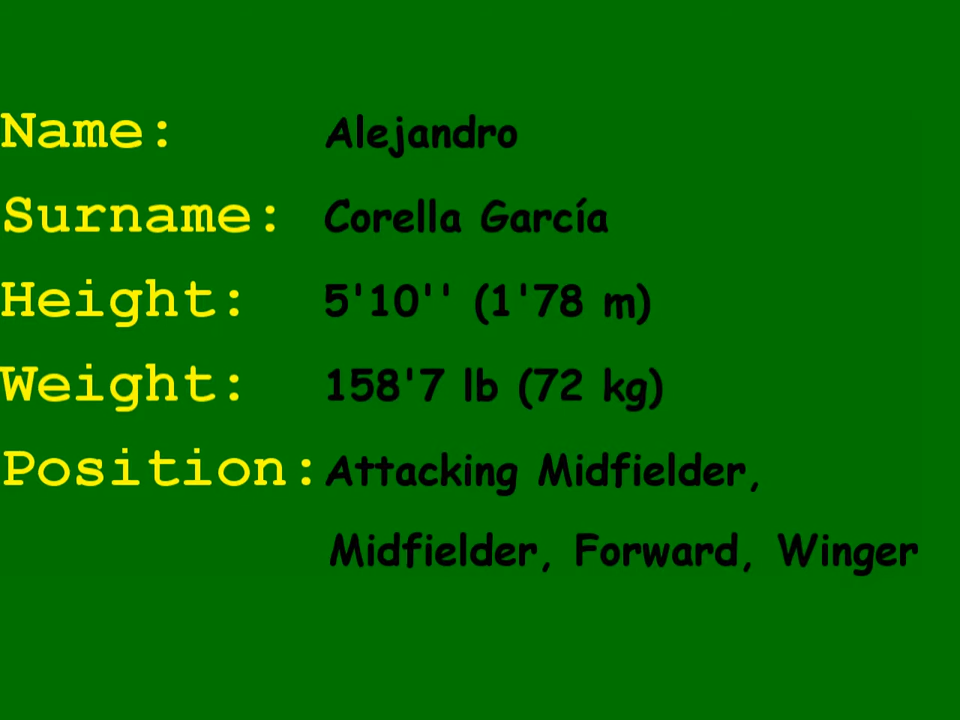 Name: Alejandro
Surname: Corella García
Height: 5'10'' (1'78 m)
Weight: 158'7 lb (72 kg)
Position: Attacking Midfielder,
Midfielder, Forward, Winger